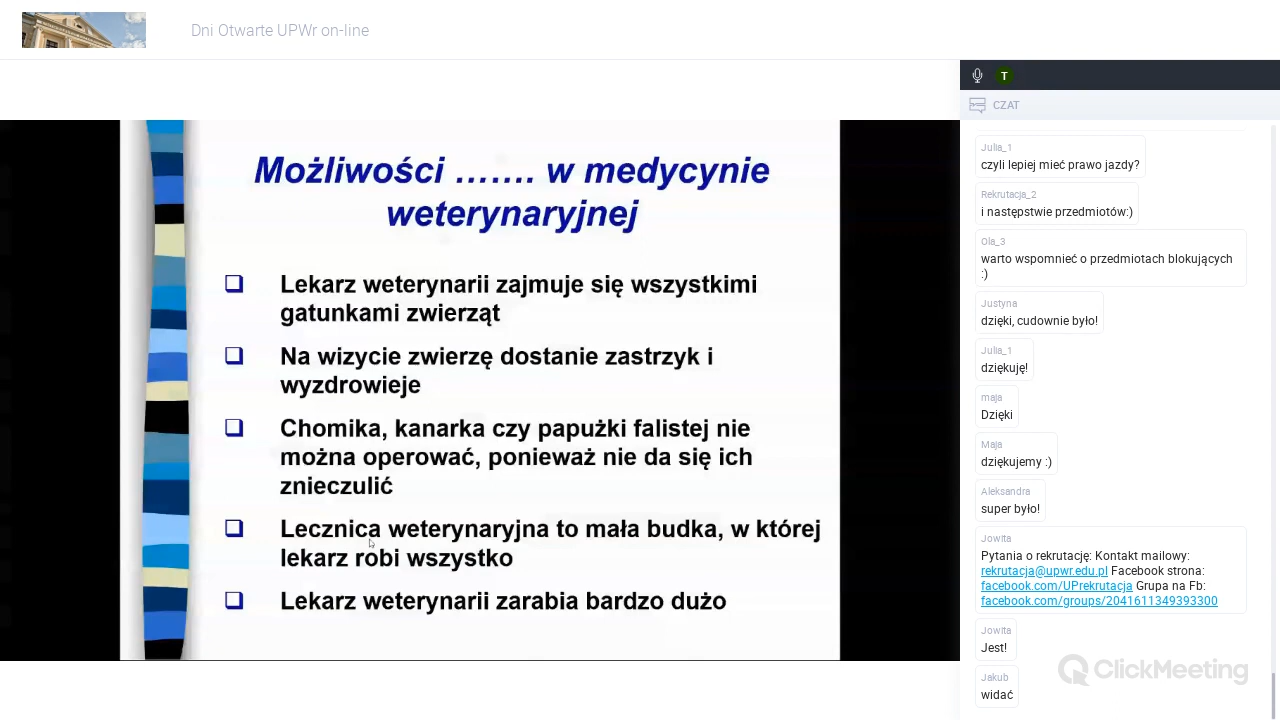 Dni Otwarte UPWr on-line
T
CZAT
Możliwości ……. w medycynie
weterynaryjnej
Lekarz weterynarii zajmuje się wszystkimi
gatunkami zwierząt
Na wizycie zwierzę dostanie zastrzyk i
wyzdrowieje
Chomika, kanarka czy papużki falistej nie
można operować, ponieważ nie da się ich
znieczulić
Lecznica weterynaryjna to mała budka, w której
lekarz robi wszystko
Lekarz weterynarii zarabia bardzo dużo
Julia_1
czyli lepiej mieć prawo jazdy?
Rekrutacja_2
i następstwie przedmiotów:)
Ola_3
warto wspomnieć o przedmiotach blokujących
:)
Justyna
dzięki, cudownie było!
Julia_1
dziękuję!
maja
Dzięki
Maja
dziękujemy :)
Aleksandra
super było!
Jowita
Pytania o rekrutację: Kontakt mailowy:
rekrutacja@upwr.edu.pl Facebook strona:
facebook.com/UPrekrutacja Grupa na Fb:
facebook.com/groups/2041611349393300
Jowita
Jest!
Jakub
widać
ClickMeeting